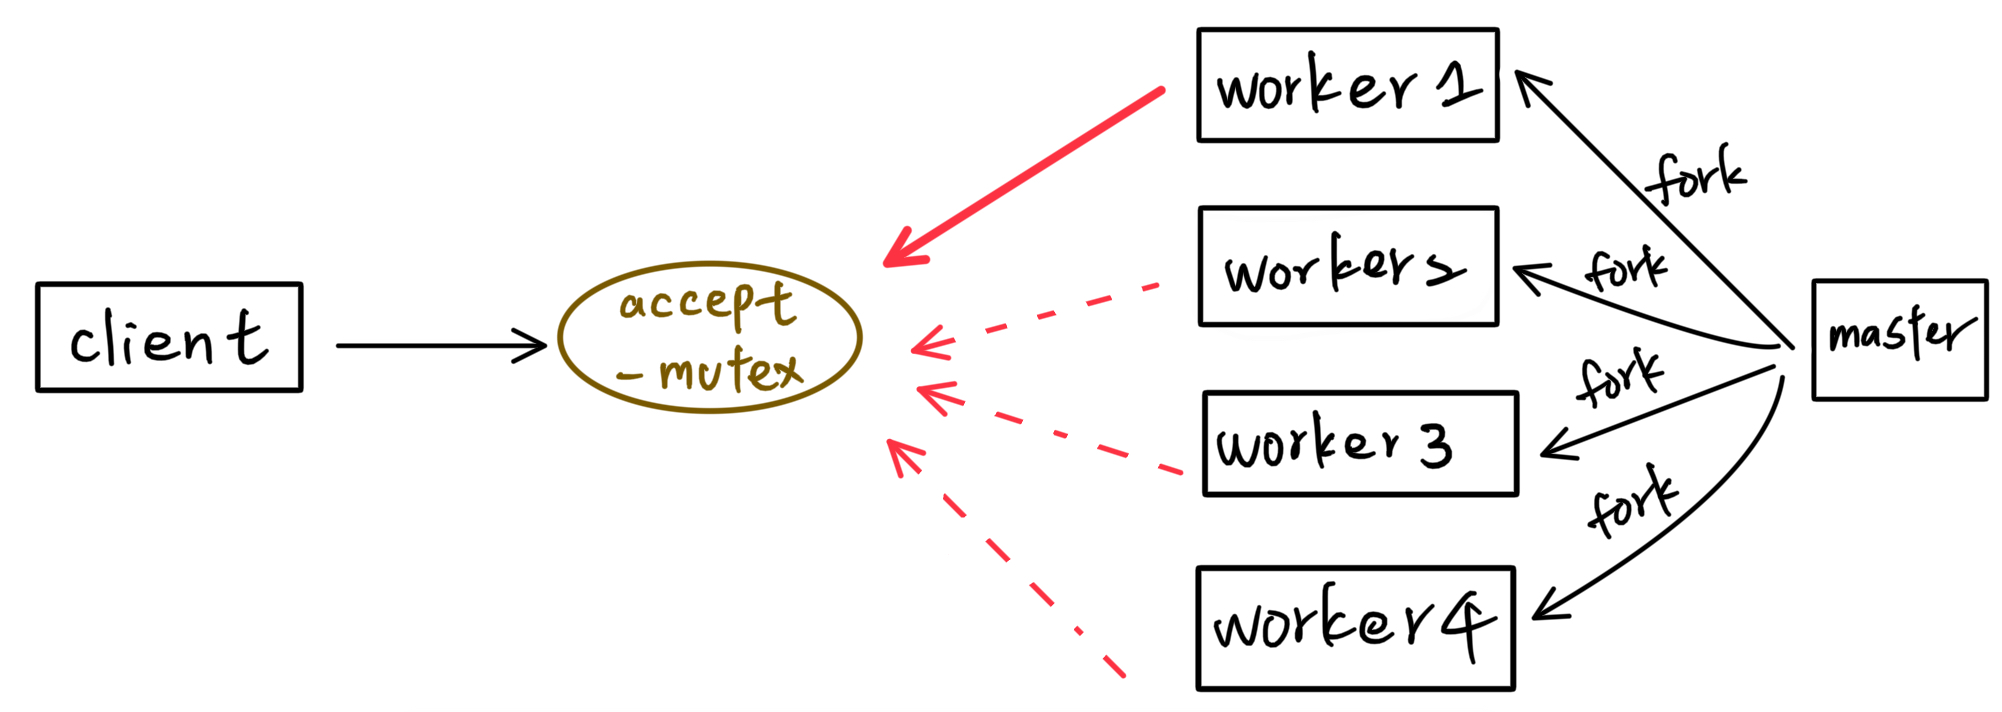 client
accept
- mutex
worker 1
worker 2
worker 3
worker 4
fork
fork
fork
fork
master